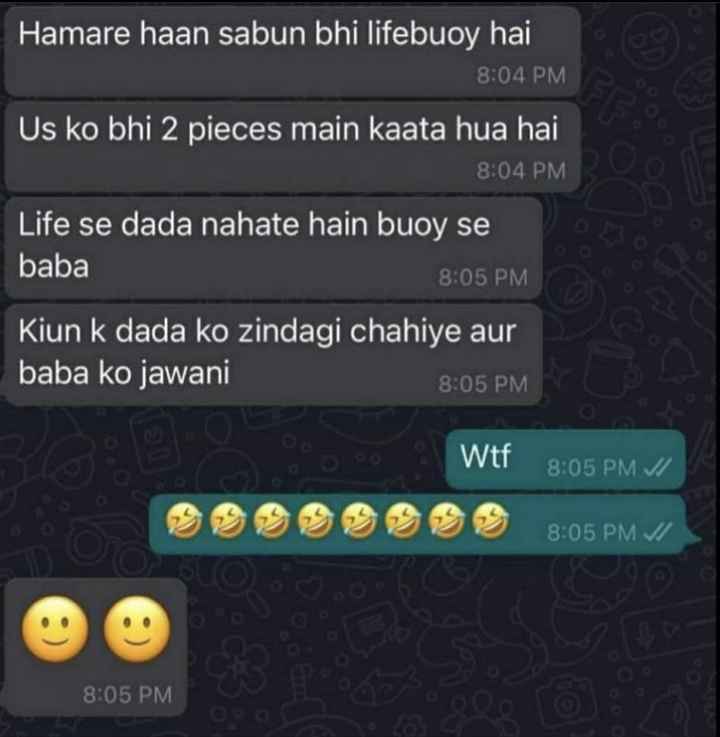 Hamare haan sabun bhi lifebuoy hai
8:04 PM
Us ko bhi 2 pieces main kaata hua hai
8:04 PM
Life se dada nahate hain buoy se
baba
8:05 PM
Kiun k dada ko zindagi chahiye aur
baba ko jawani
8:05 PM
Wtf
8:05 PM
🤣🤣🤣🤣🤣🤣🤣🤣
8:05 PM
🙂🙂
8:05 PM